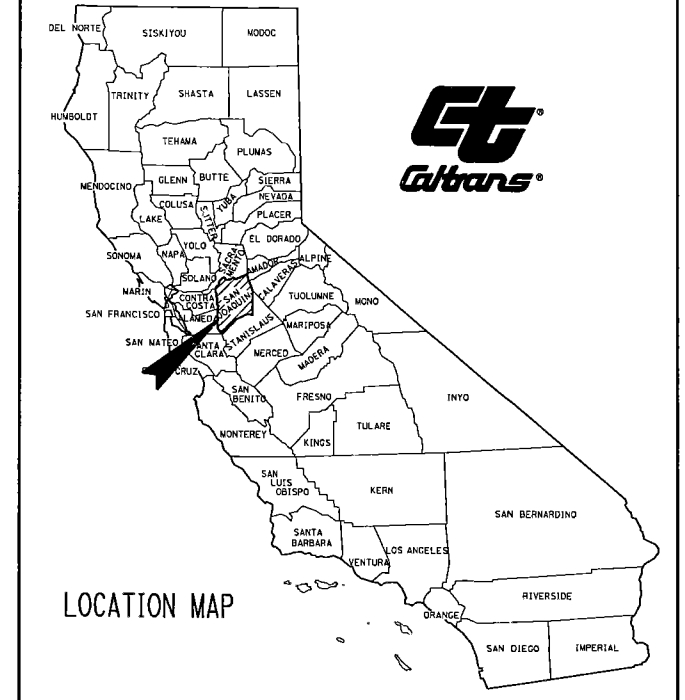 DEL NORTE
SISKIYOU
MODOC
TRINITY
SHASTA
LASSEN
HUMBOLDT
TEHAMA
PLUMAS
MENDOCINO
GLENN
BUTTE
SIERRA
NEVADA
YUBA
COLUSA
SUTTER
PLACER
LAKE
YOLO
EL DORADO
SONOMA
NAPA
SACRA
MENTO
ALPINE
AMADOR
SOLANO
CALAVERAS
MARIN
CONTRA
COSTA
SAN
JOAQUIN
TUOLUMNE
MONO
SAN FRANCISCO
ALAMEDA
STANISLAUS
MARIPOSA
SAN MATEO
SANTA
CLARA
MERCED
MADERA
CRUZ
SAN
BENITO
FRESNO
INYO
MONTEREY
KINGS
TULARE
SAN
LUIS
OBISPO
KERN
SAN BERNARDINO
SANTA
BARBARA
VENTURA
LOS ANGELES
ORANGE
RIVERSIDE
SAN DIEGO
IMPERIAL
Ct®
Caltrans®
LOCATION MAP